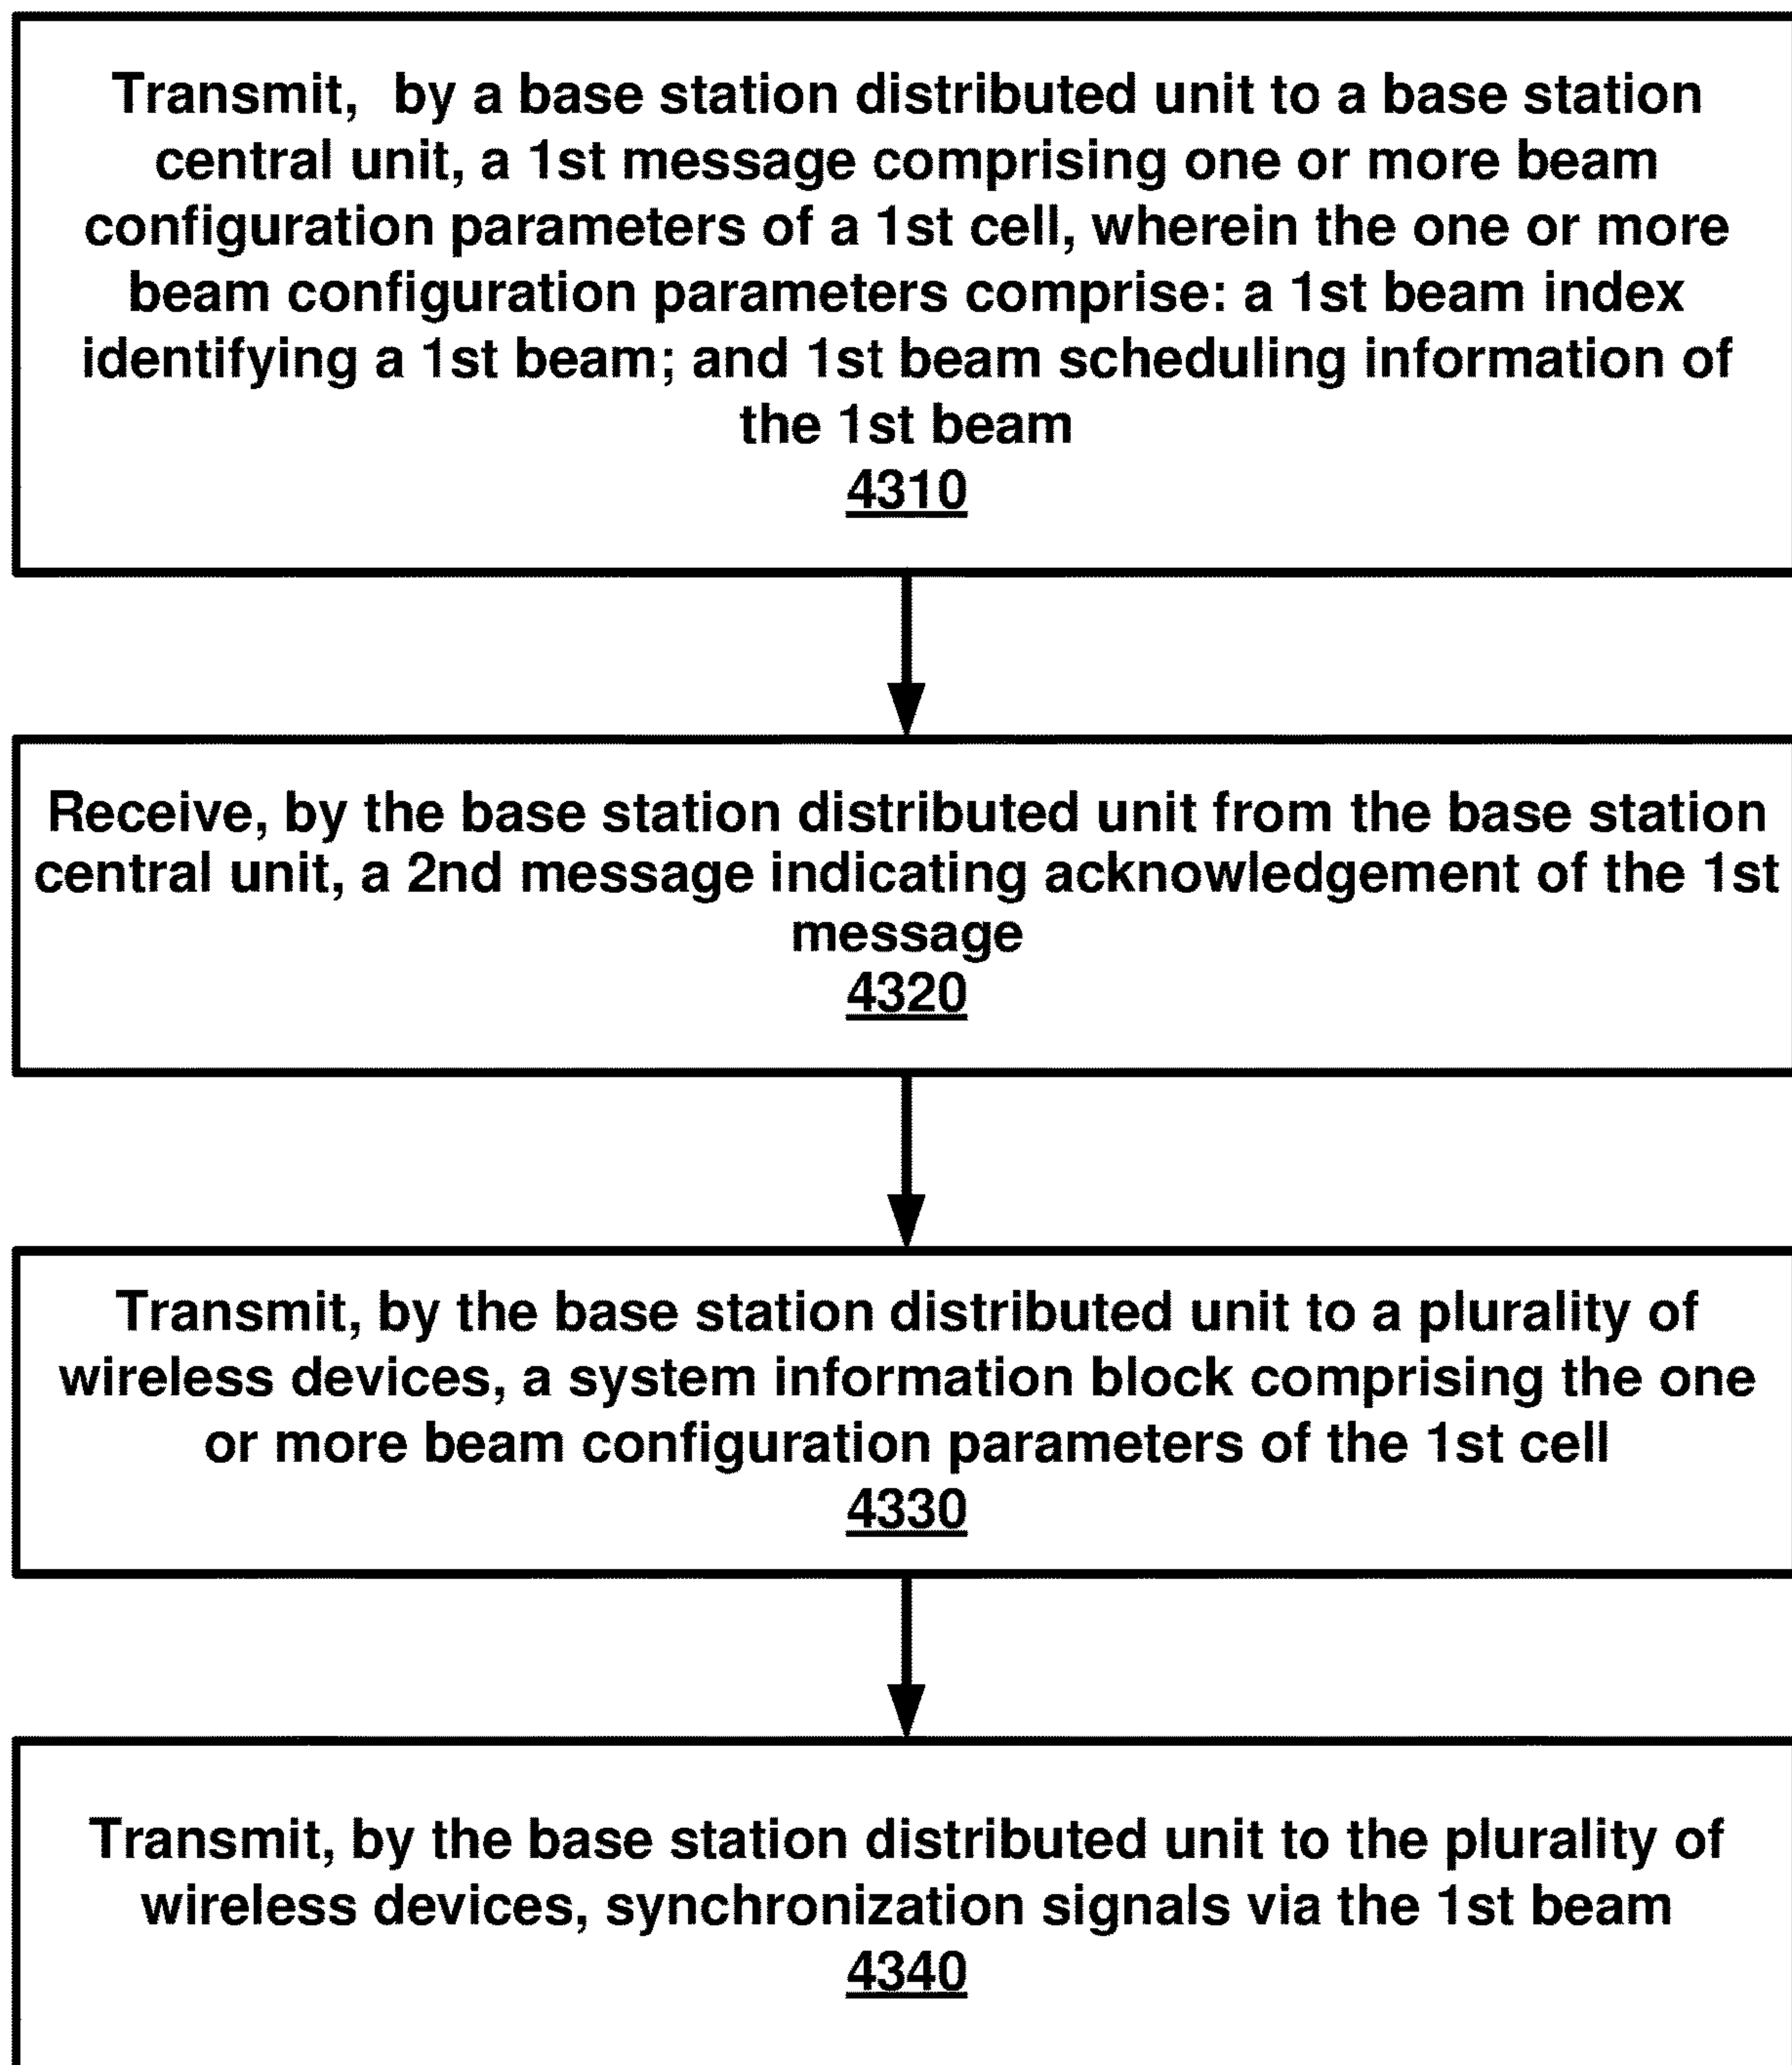 Transmit,  by a base station distributed unit to a base station
central unit, a 1st message comprising one or more beam
configuration parameters of a 1st cell, wherein the one or more
beam configuration parameters comprise: a 1st beam index
identifying a 1st beam; and 1st beam scheduling information of
the 1st beam
4310
Receive, by the base station distributed unit from the base station
central unit, a 2nd message indicating acknowledgement of the 1st
message
4320
Transmit, by the base station distributed unit to a plurality of
wireless devices, a system information block comprising the one
or more beam configuration parameters of the 1st cell
4330
Transmit, by the base station distributed unit to the plurality of
wireless devices, synchronization signals via the 1st beam
4340